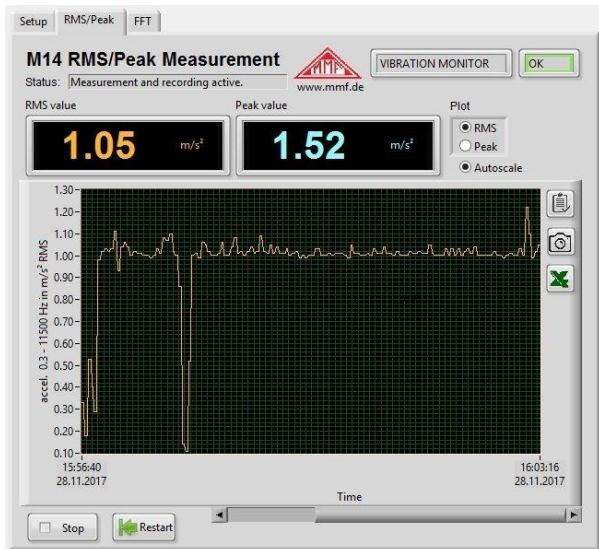 Setup RMS/Peak FFT
M14 RMS/Peak Measurement
Status: Measurement and recording active.
MMF
www.mmf.de
VIBRATION MONITOR
OK
RMS value
1.05 m/s²
Peak value
1.52 m/s²
Plot
RMS
Peak
Autoscale
accel. 0.3 - 11500 Hz in m/s² RMS
1.30
1.20
1.10
1.00
0.90
0.80
0.70
0.60
0.50
0.40
0.30
0.20
0.10
15:56:40
28.11.2017
16:03:16
28.11.2017
Time
Stop
Restart